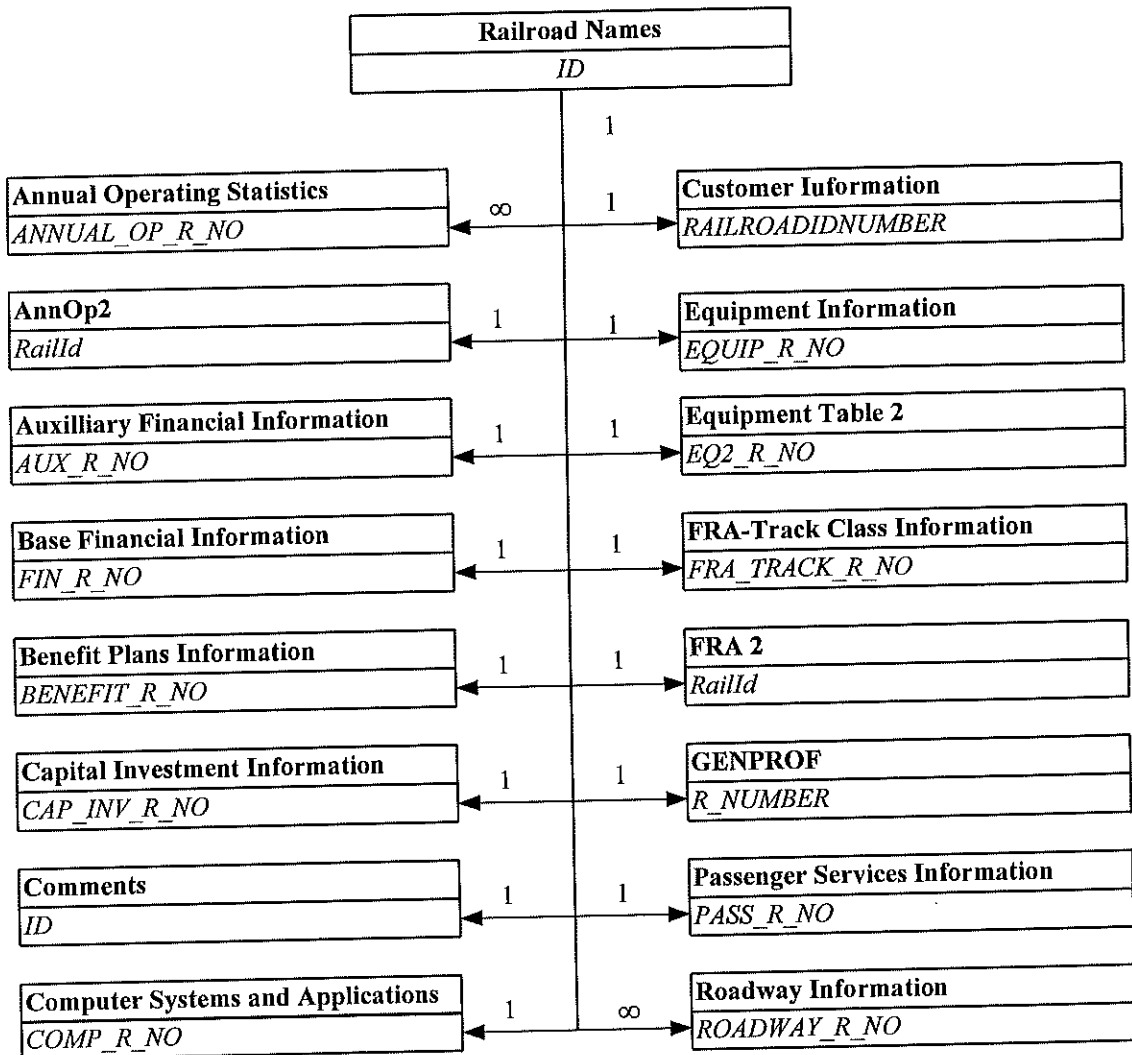 Railroad Names
ID
1
Annual Operating Statistics
ANNUAL_OP_R_NO
∞
1
Customer Iuformation
RAILROADIDNUMBER
AnnOp2
RailId
1
1
Equipment Information
EQUIP_R_NO
Auxilliary Financial Information
AUX_R_NO
1
1
Equipment Table 2
EQ2_R_NO
Base Financial Information
FIN_R_NO
1
1
FRA-Track Class Information
FRA_TRACK_R_NO
Benefit Plans Information
BENEFIT_R_NO
1
1
FRA 2
RailId
Capital Investment Information
CAP_INV_R_NO
1
1
GENPROF
R_NUMBER
Comments
ID
1
1
Passenger Services Information
PASS_R_NO
Computer Systems and Applications
COMP_R_NO
1
∞
Roadway Information
ROADWAY_R_NO